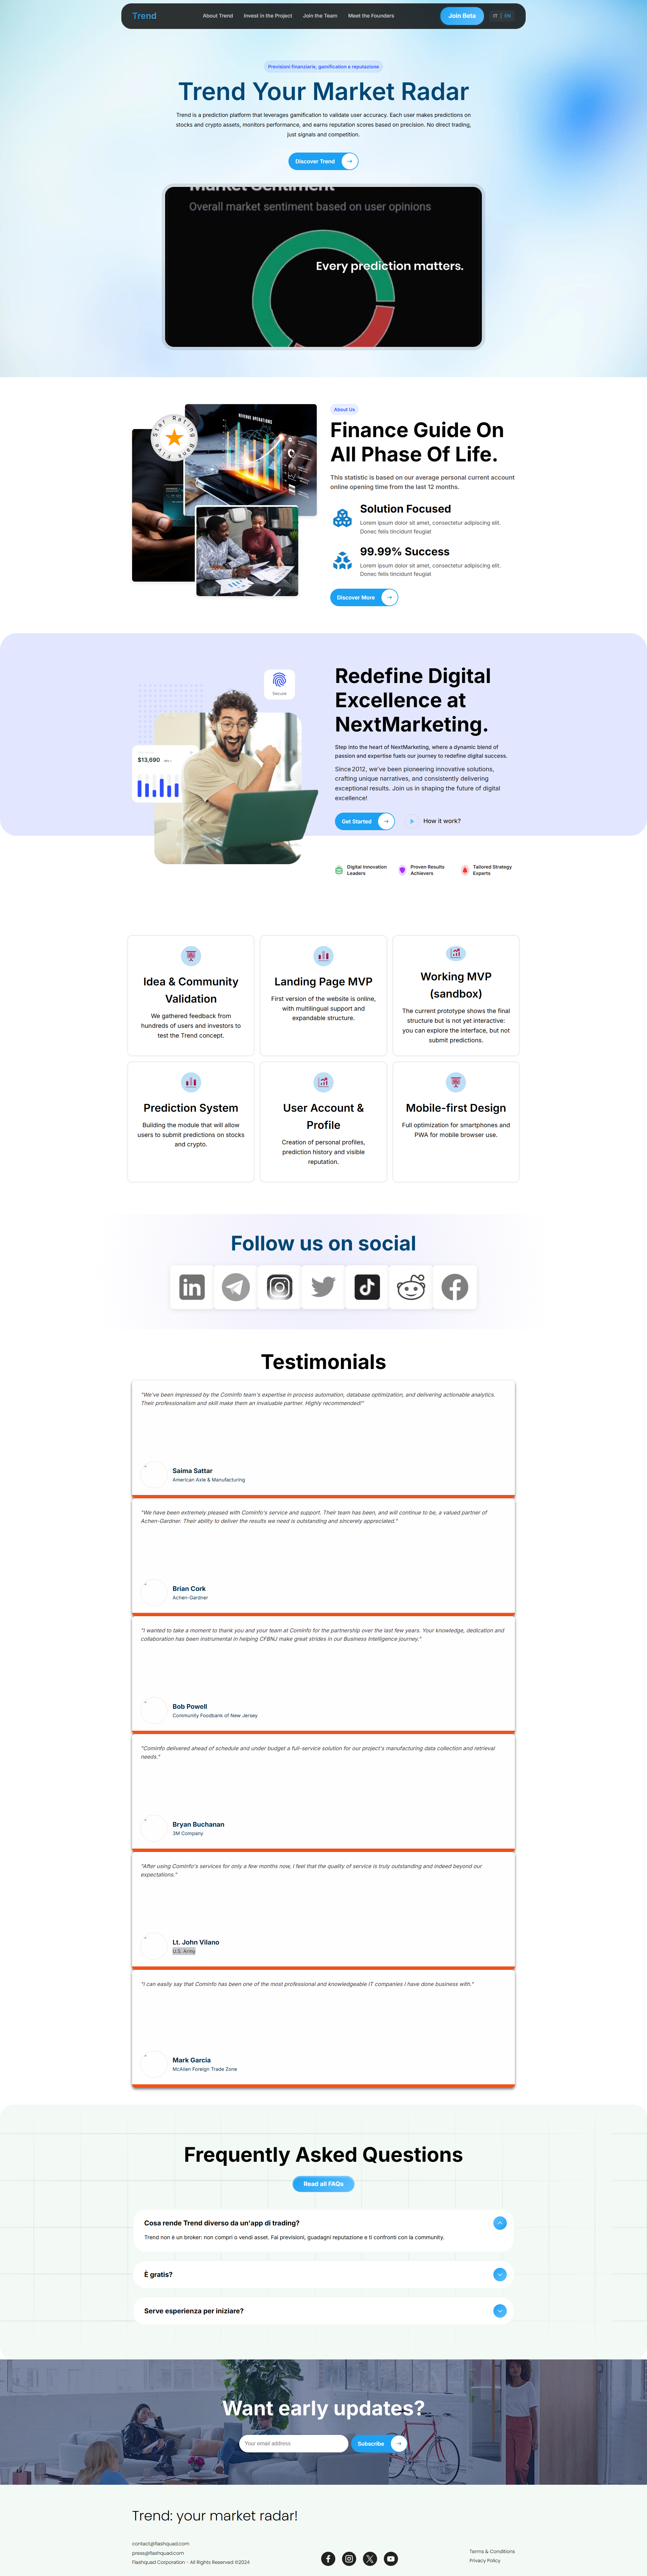 Trend
About Trend Invest in the Project Join the Team Meet the Founders
Join Beta
IT | EN
Previsioni finanziarie, gamification e reputazione
Trend Your Market Radar
Trend is a prediction platform that leverages gamification to validate user accuracy. Each user makes predictions on
stocks and crypto assets, monitors performance, and earns reputation scores based on precision. No direct trading,
just signals and competition.
Discover Trend
Market Sentiment
Overall market sentiment based on user opinions
Every prediction matters.
REVENUE OPERATIONS
About Us
Finance Guide On
All Phase Of Life.
This statistic is based on our average personal current account
online opening time from the last 12 months.
Solution Focused
Lorem ipsum dolor sit amet, consectetur adipiscing elit.
Donec felis tincidunt feugiat
99.99% Success
Lorem ipsum dolor sit amet, consectetur adipiscing elit.
Donec felis tincidunt feugiat
Discover More
Secure
$13,690
Redefine Digital
Excellence at
NextMarketing.
Step into the heart of NextMarketing, where a dynamic blend of
passion and expertise fuels our journey to redefine digital success.
Since 2012, we've been pioneering innovative solutions,
crafting unique narratives, and consistently delivering
exceptional results. Join us in shaping the future of digital
excellence!
Get Started
How it work?
Digital Innovation
Leaders
Proven Results
Achievers
Tailored Strategy
Experts
Idea & Community
Validation
We gathered feedback from
hundreds of users and investors to
test the Trend concept.
Landing Page MVP
First version of the website is online,
with multilingual support and
expandable structure.
Working MVP
(sandbox)
The current prototype shows the final
structure but is not yet interactive:
you can explore the interface, but not
submit predictions.
Prediction System
Building the module that will allow
users to submit predictions on stocks
and crypto.
User Account &
Profile
Creation of personal profiles,
prediction history and visible
reputation.
Mobile-first Design
Full optimization for smartphones and
PWA for mobile browser use.
Follow us on social
Testimonials
"We've been impressed by the Cominfo team's expertise in process automation, database optimization, and delivering actionable analytics.
Their professionalism and skill make them an invaluable partner. Highly recommended!"
Saima Sattar
American Axle & Manufacturing
"We have been extremely pleased with Cominfo's service and support. Their team has been, and will continue to be, a valued partner of
Achen-Gardner. Their ability to deliver the results we need is outstanding and sincerely appreciated."
Brian Cork
Achen-Gardner
"I wanted to take a moment to thank you and your team at Cominfo for the partnership over the last few years. Your knowledge, dedication and
collaboration has been instrumental in helping CFBNJ make great strides in our Business Intelligence journey."
Bob Powell
Community Foodbank of New Jersey
"Cominfo delivered ahead of schedule and under budget a full-service solution for our project's manufacturing data collection and retrieval
needs."
Bryan Buchanan
3M Company
"After using Cominfo's services for only a few months now, I feel that the quality of service is truly outstanding and indeed beyond our
expectations."
Lt. John Vilano
U.S. Army
"I can easily say that Cominfo has been one of the most professional and knowledgeable IT companies I have done business with."
Mark Garcia
McAllen Foreign Trade Zone
Frequently Asked Questions
Read all FAQs
Cosa rende Trend diverso da un'app di trading?
Trend non è un broker: non compri o vendi asset. Fai previsioni, guadagni reputazione e ti confronti con la community.
È gratis?
Serve esperienza per iniziare?
Want early updates?
Your email address
Subscribe
Trend: your market radar!
contact@flashquad.com
press@flashquad.com
Flashquad Corporation - All Rights Reserved ©2024
Terms & Conditions
Privacy Policy